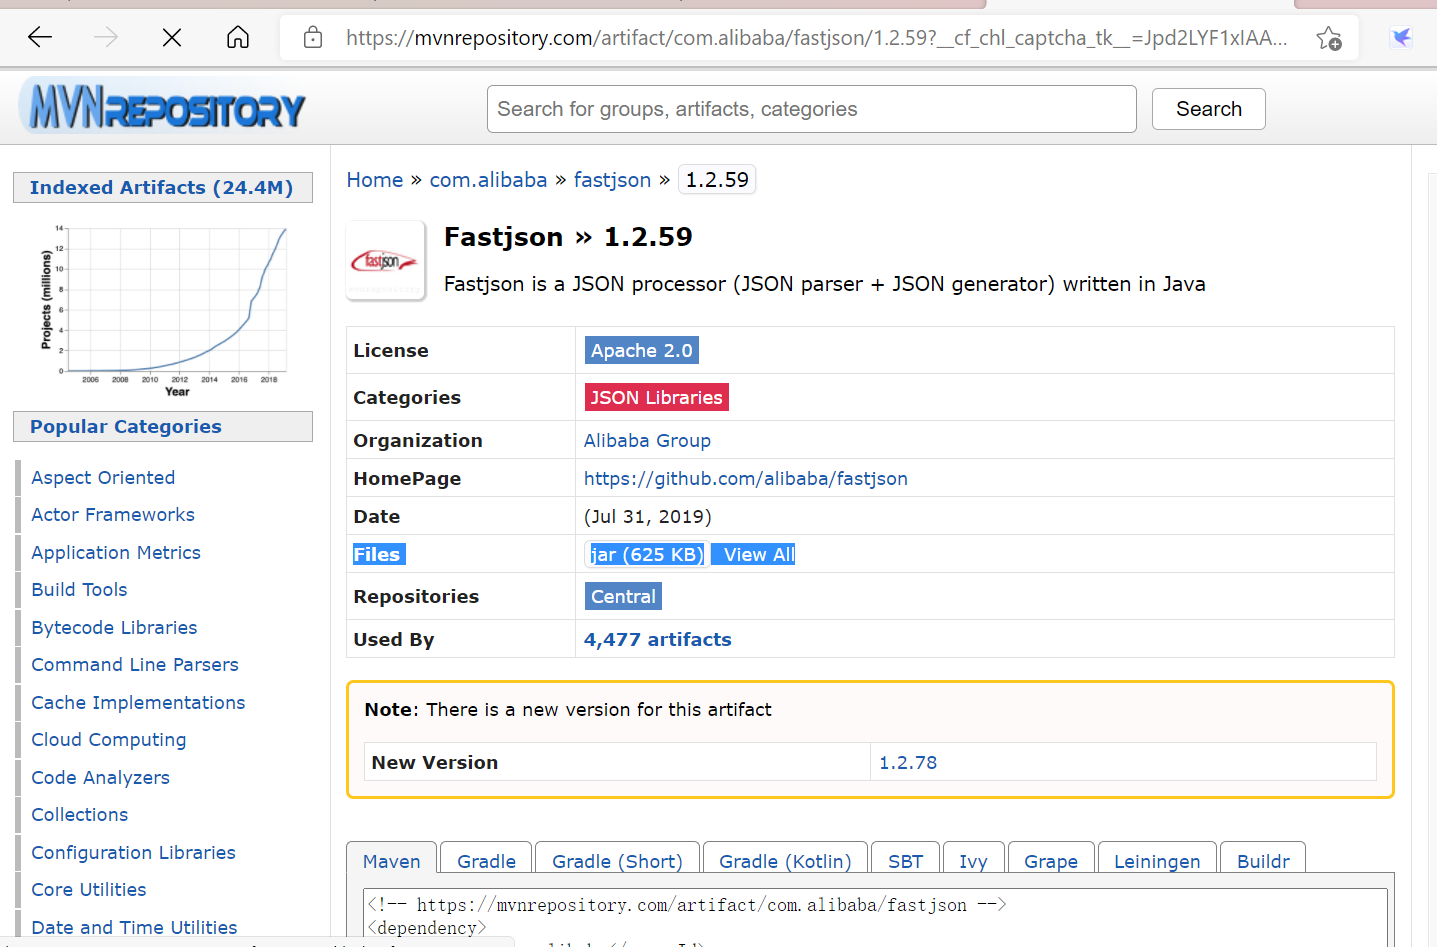 https://mvnrepository.com/artifact/com.alibaba/fastjson/1.2.59?__cf_chl_captcha_tk__=Jpd2LYF1xIAA...
MVNREPOSITORY
Search for groups, artifacts, categories
Search
Indexed Artifacts (24.4M)
Projects (millions)
14
12
10
8
6
4
2
0
2006 2008 2010 2012 2014 2016 2018
Year
Popular Categories
Aspect Oriented
Actor Frameworks
Application Metrics
Build Tools
Bytecode Libraries
Command Line Parsers
Cache Implementations
Cloud Computing
Code Analyzers
Collections
Configuration Libraries
Core Utilities
Date and Time Utilities
Home » com.alibaba » fastjson » 1.2.59
fastjson
Fastjson » 1.2.59
Fastjson is a JSON processor (JSON parser + JSON generator) written in Java
License Apache 2.0
Categories JSON Libraries
Organization Alibaba Group
HomePage https://github.com/alibaba/fastjson
Date (Jul 31, 2019)
Files jar (625 KB) View All
Repositories Central
Used By 4,477 artifacts
Note: There is a new version for this artifact
New Version 1.2.78
Maven Gradle Gradle (Short) Gradle (Kotlin) SBT Ivy Grape Leiningen Buildr
<!-- https://mvnrepository.com/artifact/com.alibaba/fastjson -->
<dependency>